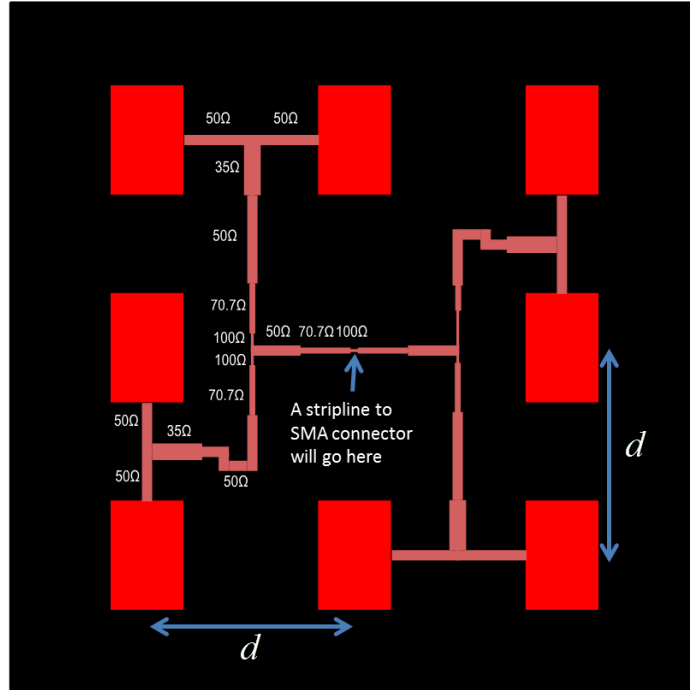 50Ω 50Ω
35Ω
50Ω
70.7Ω
100Ω
50Ω 70.7Ω 100Ω
100Ω
70.7Ω
A stripline to
SMA connector
will go here
50Ω
35Ω
50Ω
50Ω
d
d